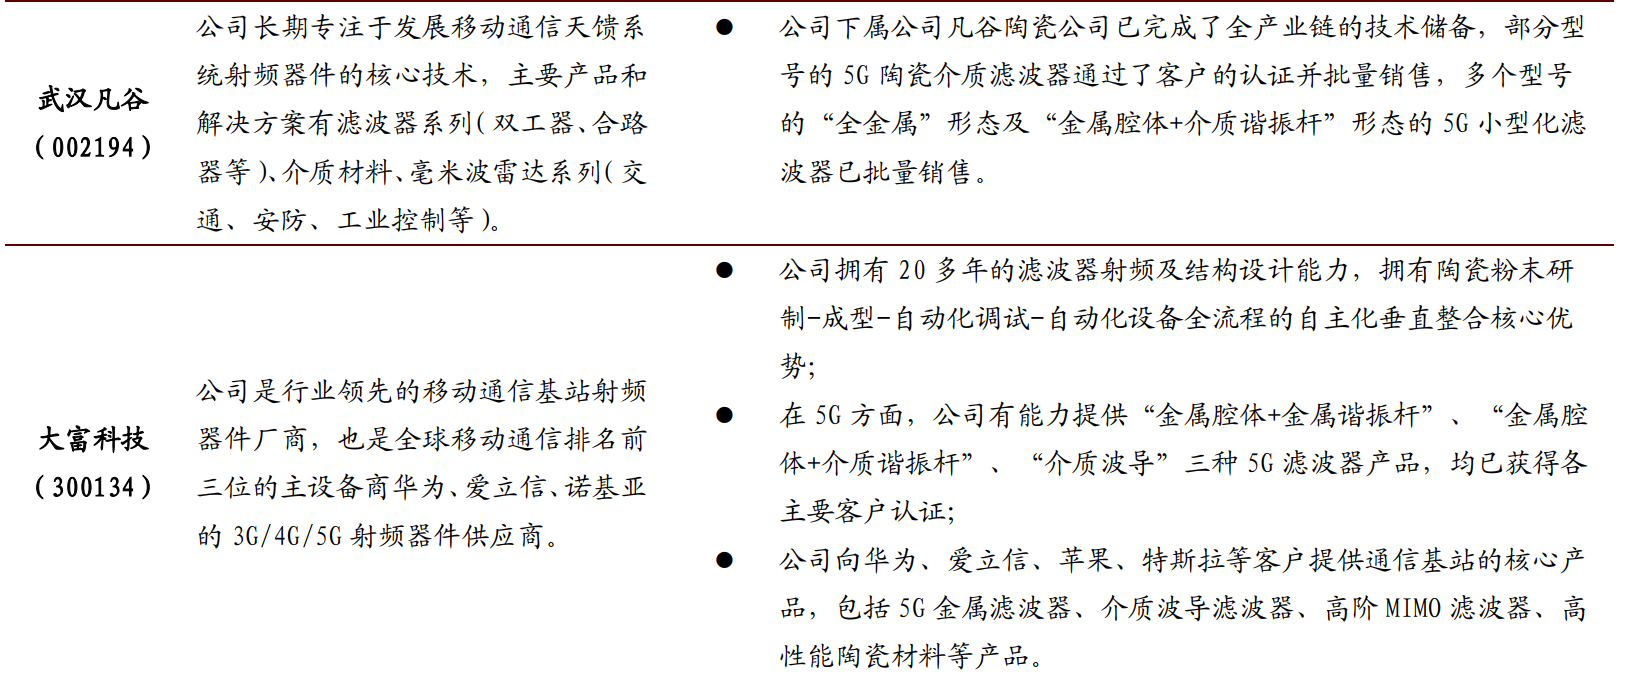 武汉凡谷
(002194)
公司长期专注于发展移动通信天馈系
统射频器件的核心技术，主要产品和
解决方案有滤波器系列(双工器、合路
器等)、介质材料、毫米波雷达系列(交
通、安防、工业控制等)。
● 公司下属公司凡谷陶瓷公司已完成了全产业链的技术储备，部分型
号的 5G 陶瓷介质滤波器通过了客户的认证并批量销售，多个型号
的“全金属”形态及“金属腔体+介质谐振杆”形态的 5G 小型化滤
波器已批量销售。
大富科技
(300134)
公司是行业领先的移动通信基站射频
器件厂商，也是全球移动通信排名前
三位的主设备商华为、爱立信、诺基亚
的 3G/4G/5G 射频器件供应商。
● 公司拥有 20 多年的滤波器射频及结构设计能力，拥有陶瓷粉末研
制-成型-自动化调试-自动化设备全流程的自主化垂直整合核心优
势；
● 在 5G 方面，公司有能力提供“金属腔体+金属谐振杆”、“金属腔
体+介质谐振杆”、“介质波导”三种 5G 滤波器产品，均已获得各
主要客户认证；
● 公司向华为、爱立信、苹果、特斯拉等客户提供通信基站的核心产
品，包括 5G 金属滤波器、介质波导滤波器、高阶 MIMO 滤波器、高
性能陶瓷材料等产品。